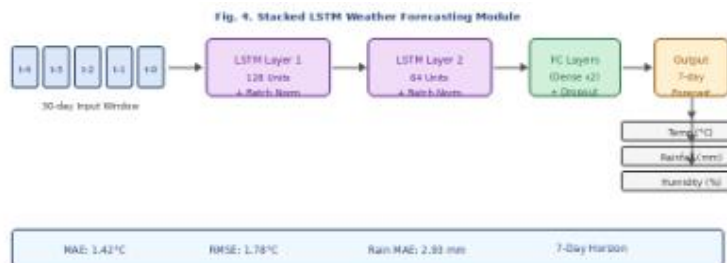 Fig. 4. Stacked LSTM Weather Forecasting Module
t-4 t-3 t-2 t-1 t-0
30-day Input Window
LSTM Layer 1
128 Units
+ Batch Norm
LSTM Layer 2
64 Units
+ Batch Norm
FC Layers
(Dense x2)
+ Dropout
Output
7-day
Forecast
Temp (°C)
Rainfall (mm)
Humidity (%)
MAE: 1.42°C
RMSE: 1.78°C
Rain MAE: 2.93 mm
7-Day Horizon